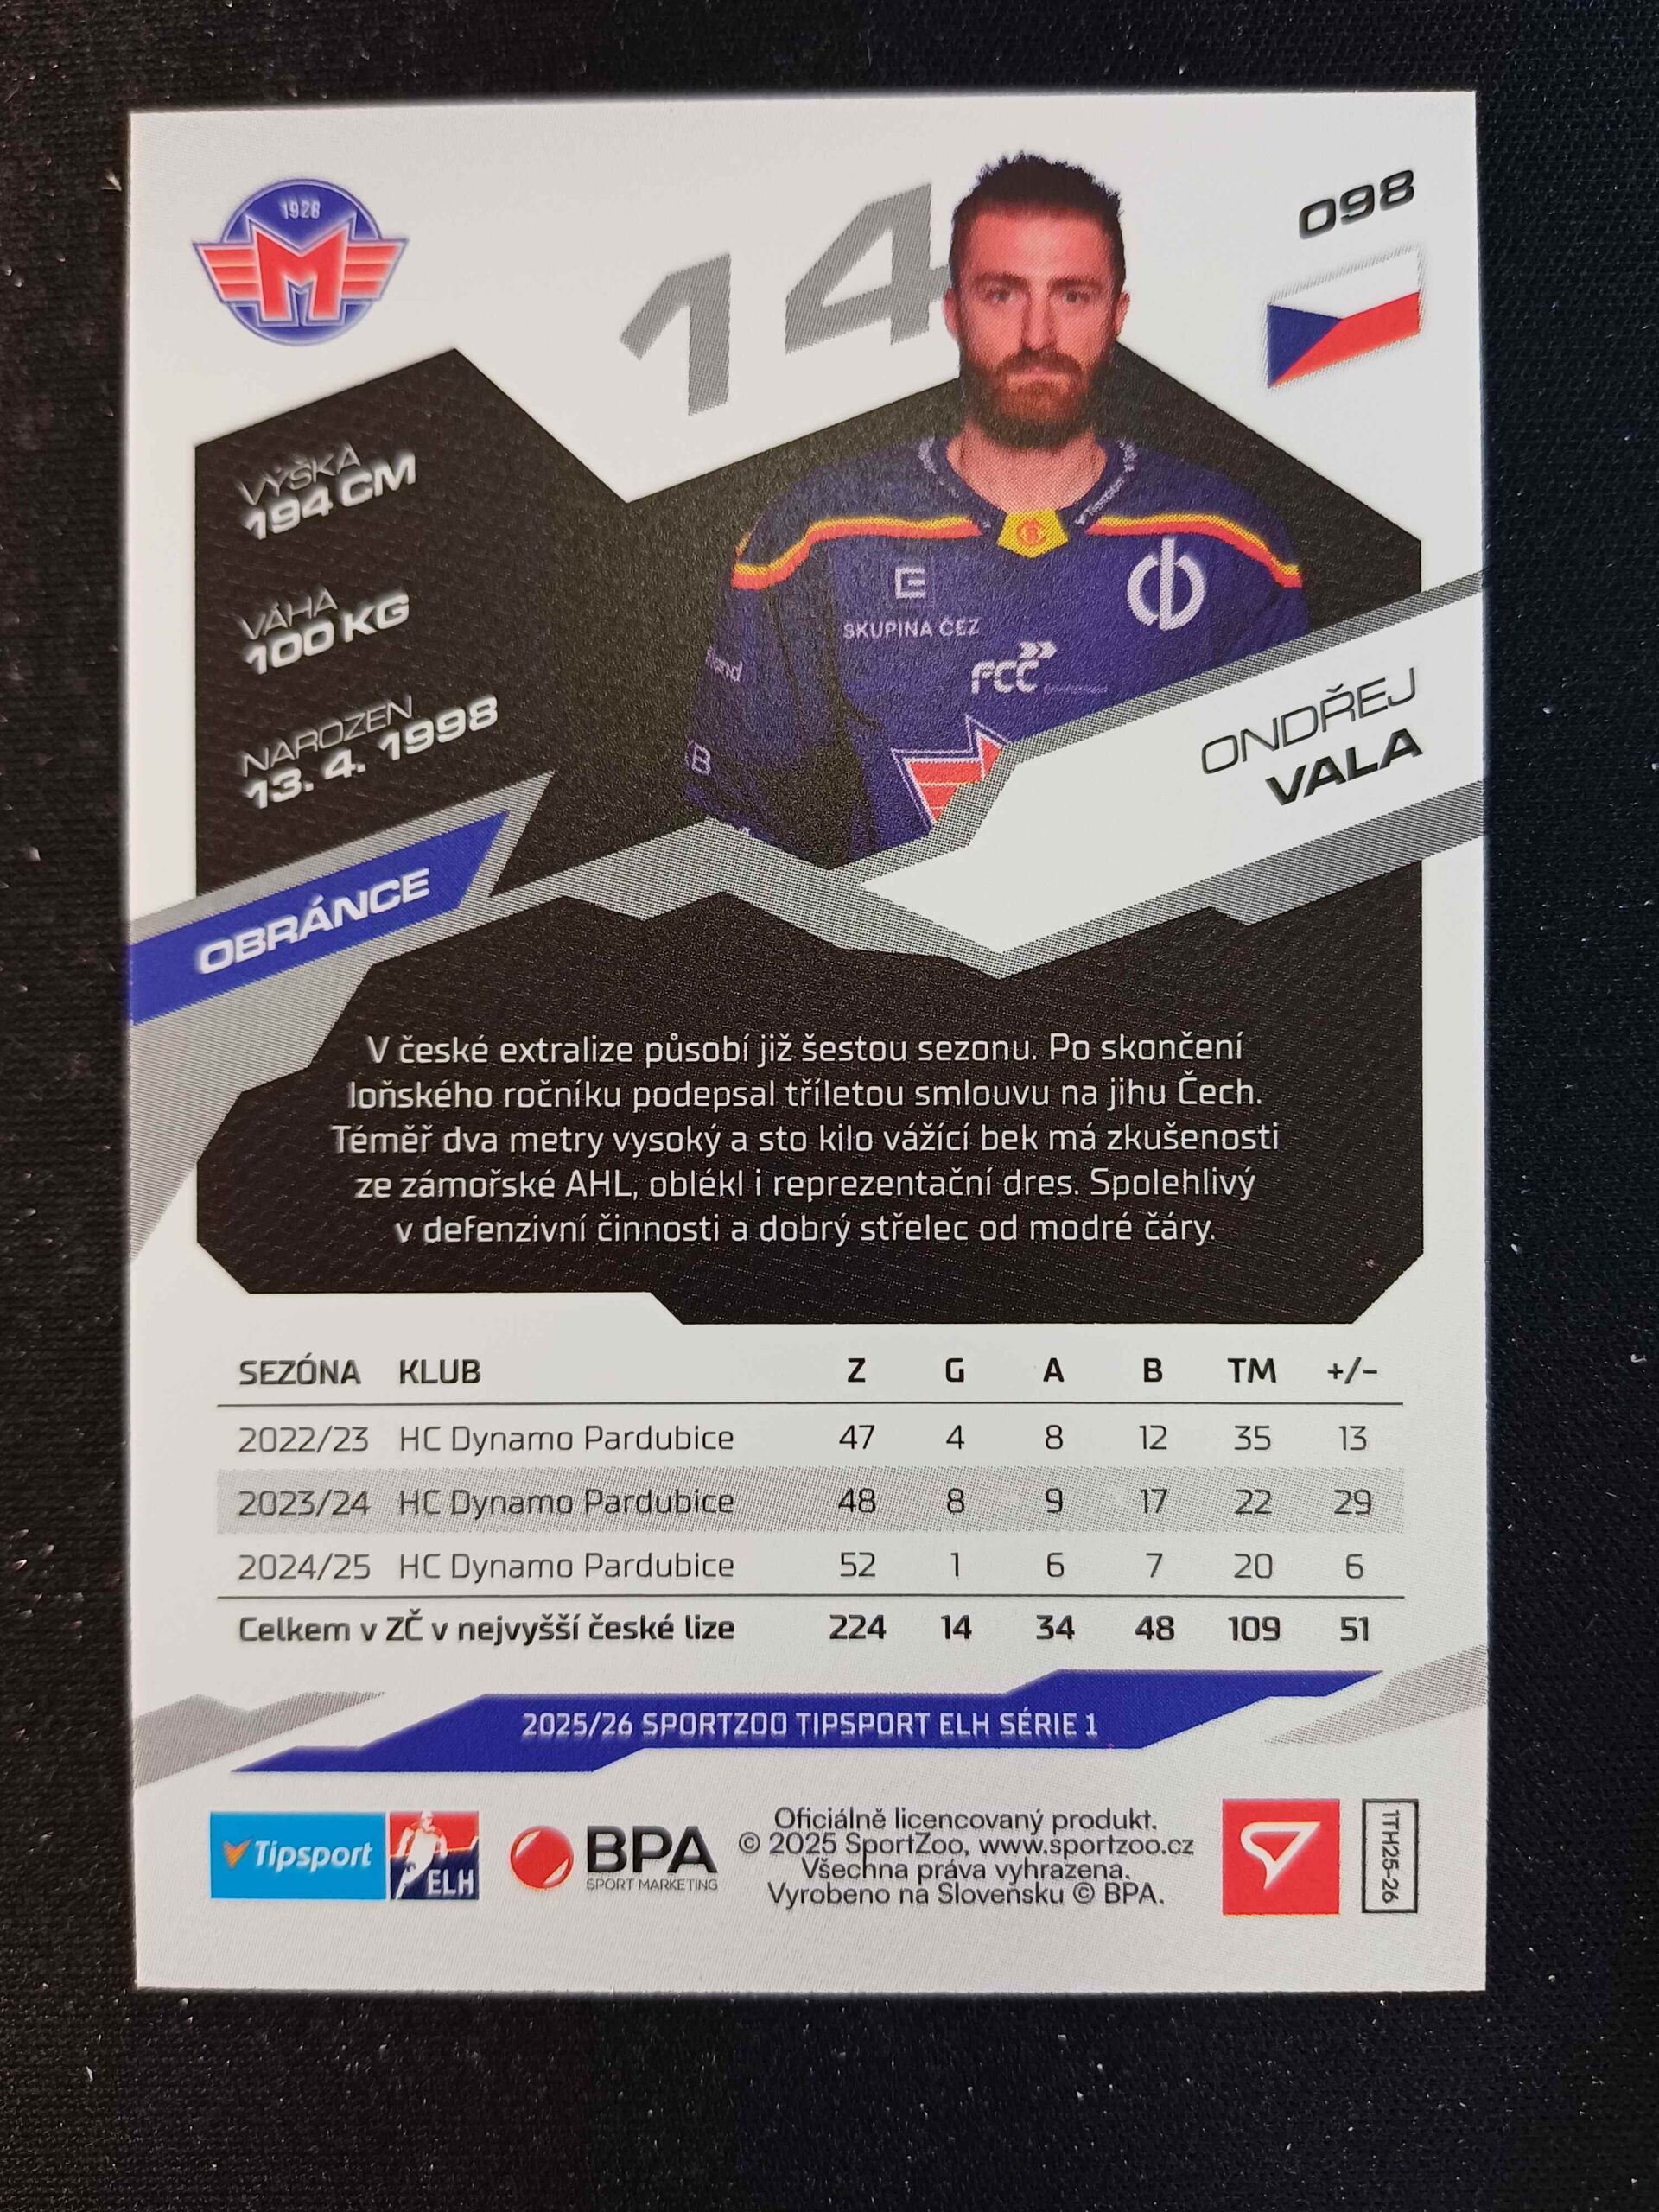 1928
14
098
VÝŠKA
194 CM
VÁHA
100 KG
NAROZEN
13. 4. 1998
SKUPINA ČEZ
FCC
ONDŘEJ
VALA
OBRÁNCE
V české extralize působí již šestou sezonu. Po skončení
loňského ročníku podepsal tříletou smlouvu na jihu Čech.
Téměř dva metry vysoký a sto kilo vážící bek má zkušenosti
ze zámořské AHL, oblékl i reprezentační dres. Spolehlivý
v defenzivní činnosti a dobrý střelec od modré čáry.
SEZÓNA KLUB Z G A B TM +/-
2022/23 HC Dynamo Pardubice 47 4 8 12 35 13
2023/24 HC Dynamo Pardubice 48 8 9 17 22 29
2024/25 HC Dynamo Pardubice 52 1 6 7 20 6
Celkem v ZČ v nejvyšší české lize 224 14 34 48 109 51
2025/26 SPORTZOO TIPSPORT ELH SÉRIE 1
Tipsport
ELH
BPA
SPORT MARKETING
Oficiálně licencovaný produkt.
© 2025 SportZoo, www.sportzoo.cz
Všechna práva vyhrazena.
Vyrobeno na Slovensku © BPA.
1TH25-26